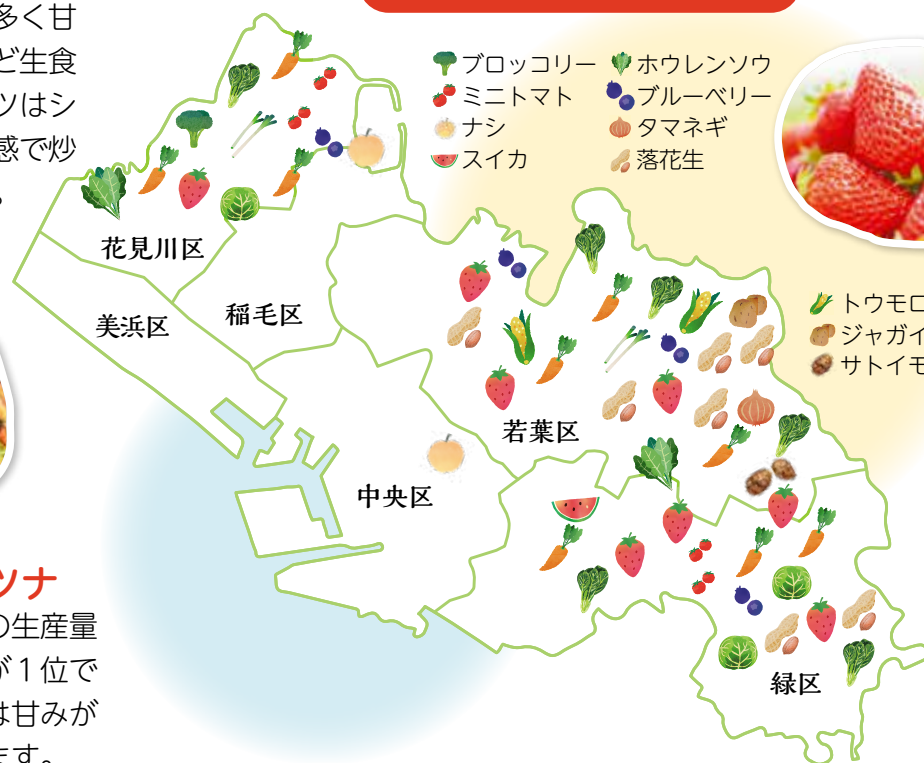 多く甘
ど生食
ツはシ
感で炒
。
ブロッコリー
ホウレンソウ
ミニトマト
ブルーベリー
ナシ
タマネギ
スイカ
落花生
花見川区
美浜区
稲毛区
トウモロ
ジャガイ
サトイモ
若葉区
中央区
緑区
ツナ
の生産量
が1位で
は甘みが
ます。